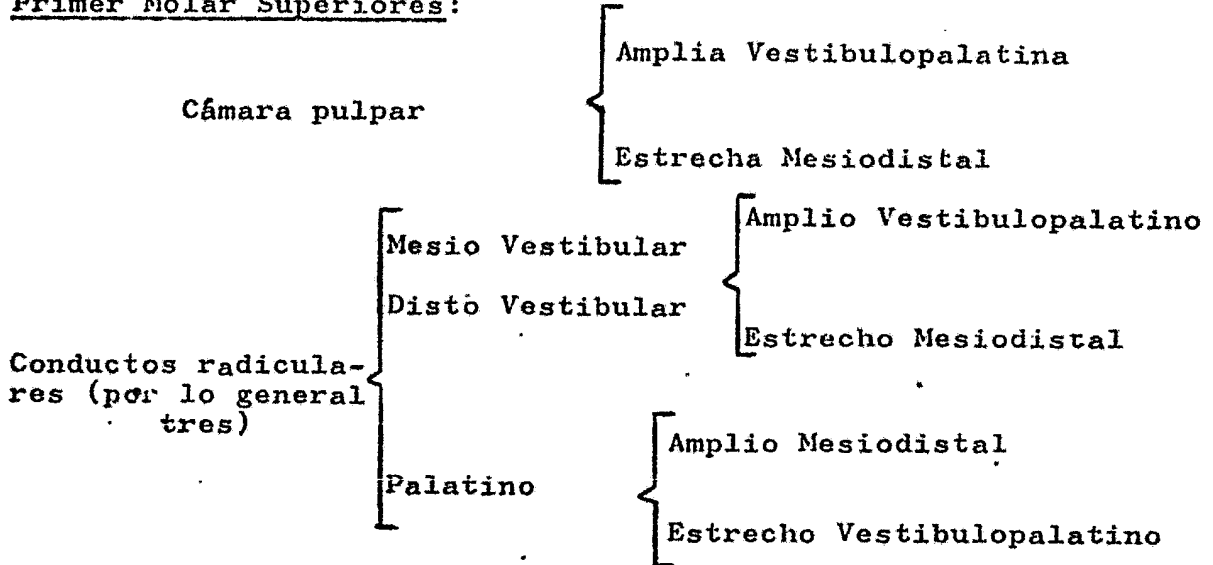 Primer Molar Superiores:
Amplia Vestibulopalatina
Cámara pulpar
Estrecha Mesiodistal
Amplio Vestibulopalatino
Mesio Vestibular
Disto Vestibular
Estrecho Mesiodistal
Conductos radicula-
res (por lo general
tres)
Amplio Mesiodistal
Palatino
Estrecho Vestibulopalatino